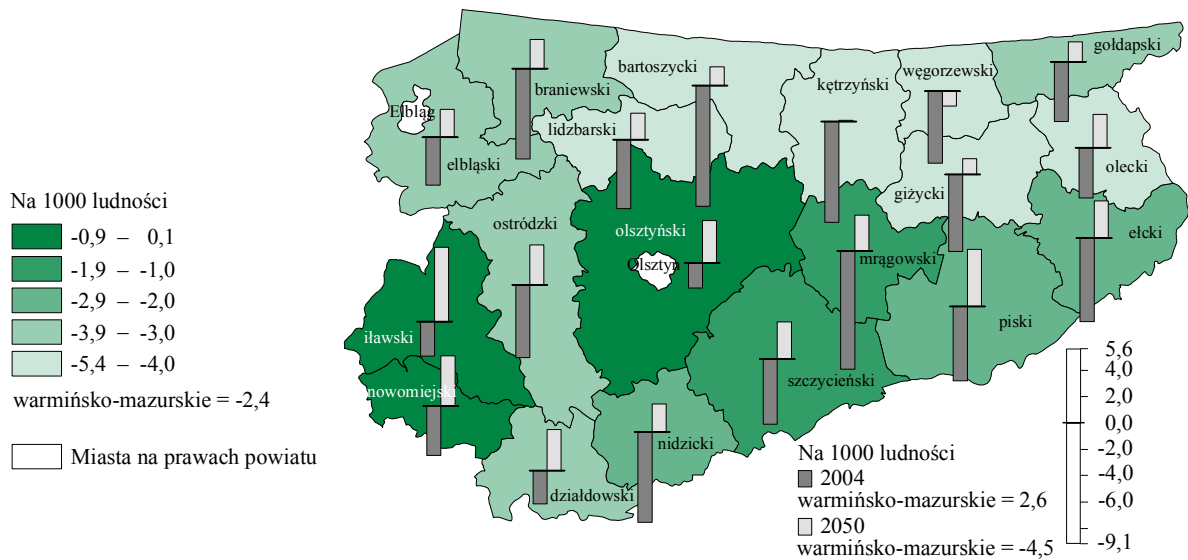 Na 1000 ludności
-0,9 – 0,1
-1,9 – -1,0
-2,9 – -2,0
-3,9 – -3,0
-5,4 – -4,0
warmińsko-mazurskie = -2,4
Miasta na prawach powiatu
braniewski
bartoszycki
kętrzyński
węgorzewski
gołdapski
Elbląg
elbląski
lidzbarski
giżycki
olecki
ostródzki
olsztyński
Olsztyn
mrągowski
ełcki
iławski
piski
nowomiejski
szczycieński
nidzicki
działdowski
Na 1000 ludności
2004
warmińsko-mazurskie = 2,6
2050
warmińsko-mazurskie = -4,5
5,6
4,0
2,0
0,0
-2,0
-4,0
-6,0
-9,1